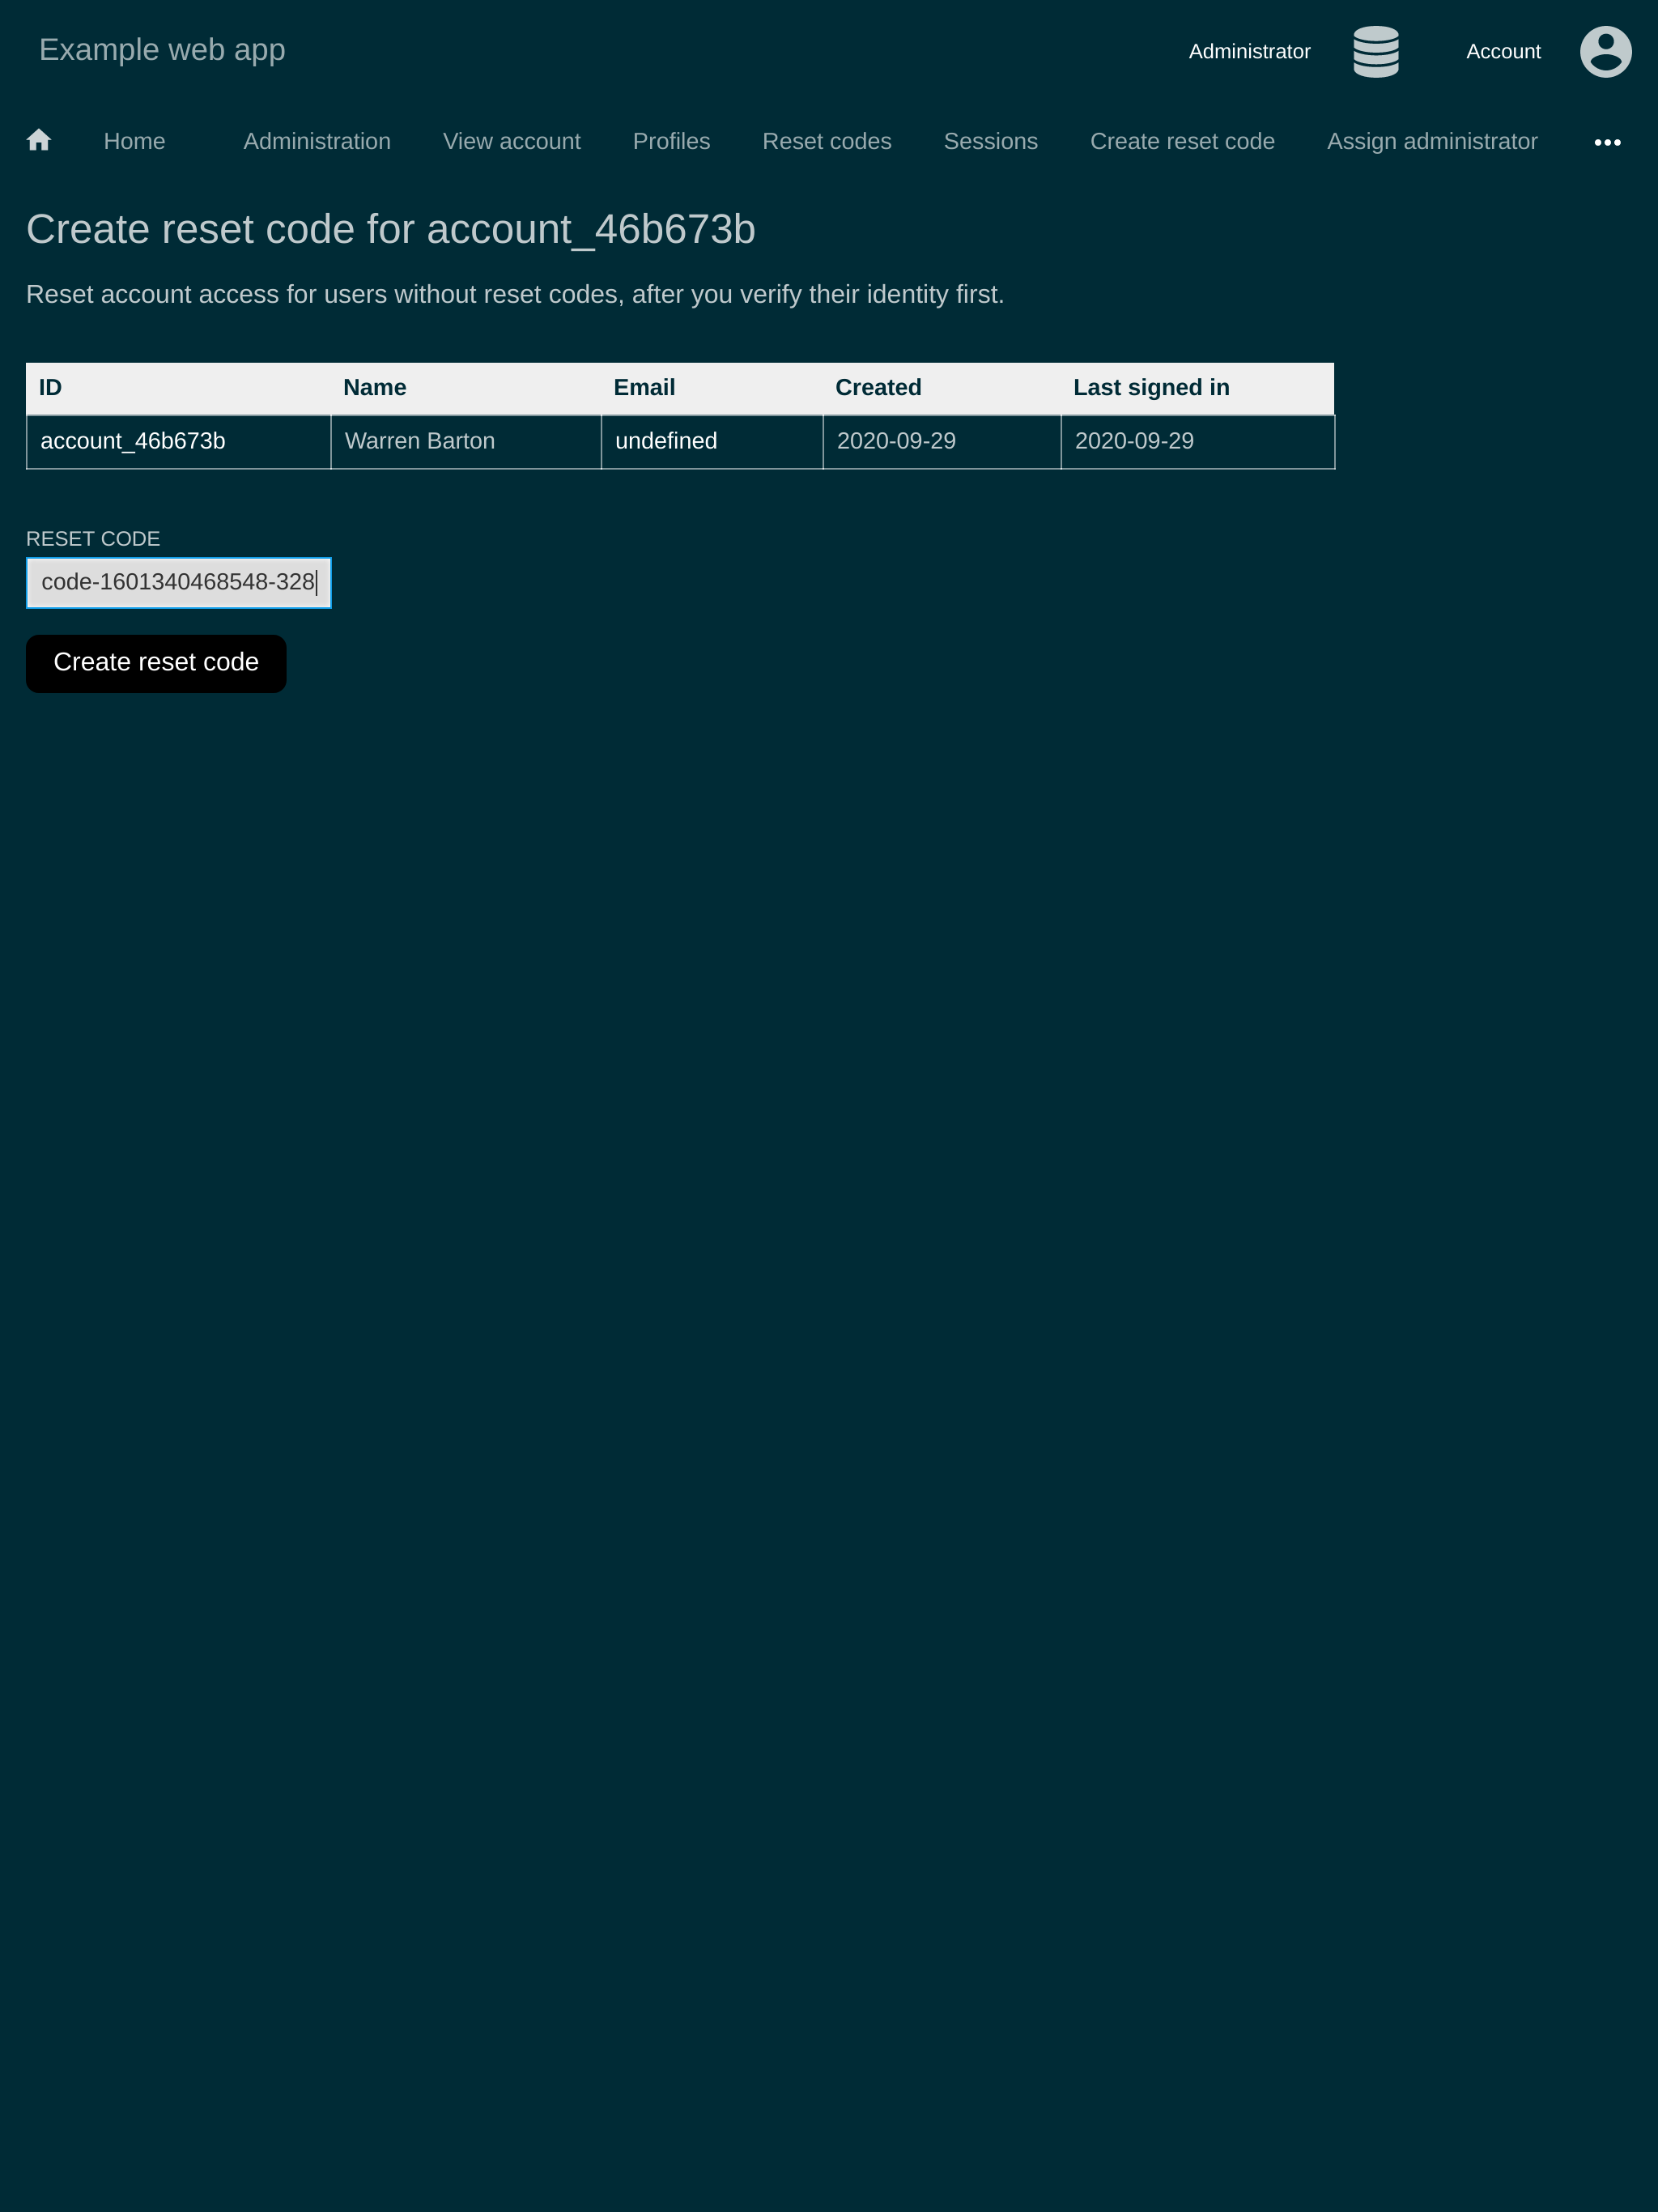 Example web app
Administrator Account
Home Administration View account Profiles Reset codes Sessions Create reset code Assign administrator
Create reset code for account_46b673b
Reset account access for users without reset codes, after you verify their identity first.
ID Name Email Created Last signed in
account_46b673b Warren Barton undefined 2020-09-29 2020-09-29
RESET CODE
code-1601340468548-328
Create reset code